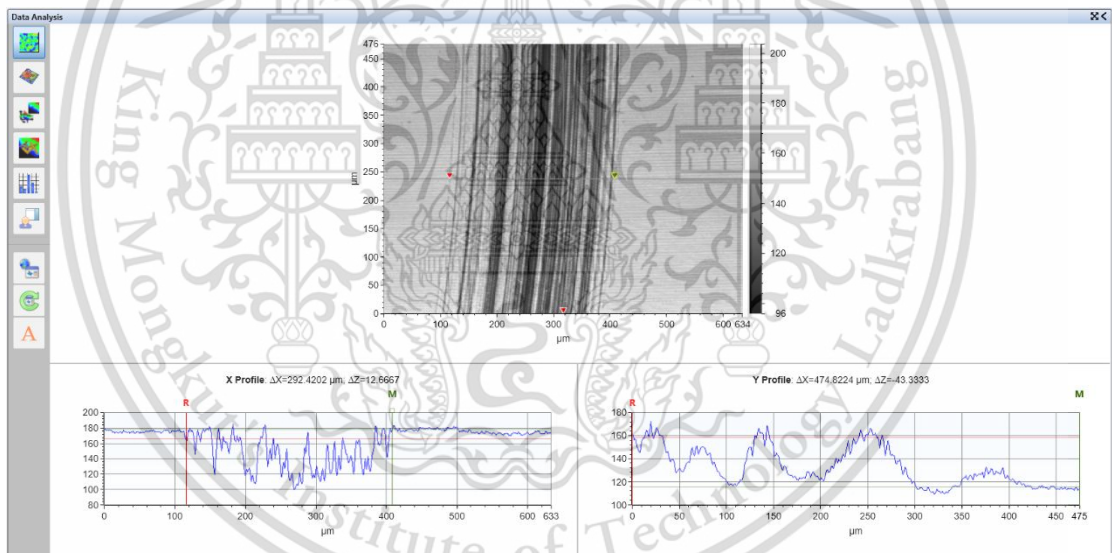 Data Analysis
King Mongkut's Institute of Technology Ladkrabang
476
450
400
350
300
250
200
150
100
50
0
µm
0 100 200 300 400 500 600 634
µm
200
180
160
140
120
96
X Profile: ΔX=292.4202 µm; ΔZ=12.6667
R M
200
180
160
140
120
100
80
0 100 200 300 400 500 600 633
µm
Y Profile: ΔX=474.8224 µm; ΔZ=-43.3333
R M
180
160
140
120
100
0 50 100 150 200 250 300 350 400 475
µm
A